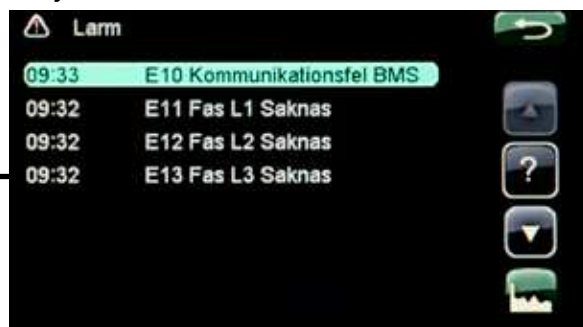 Larm
09:33 E10 Kommunikationsfel BMS
09:32 E11 Fas L1 Saknas
09:32 E12 Fas L2 Saknas
09:32 E13 Fas L3 Saknas
?